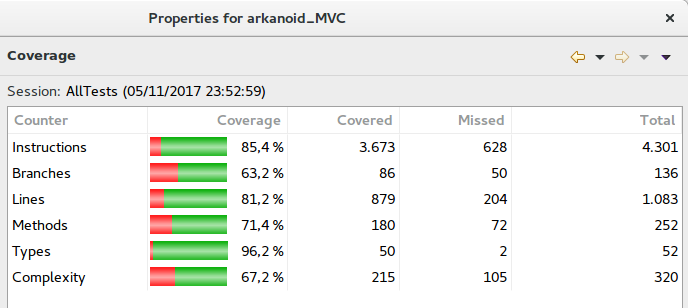 Properties for arkanoid_MVC
Coverage
Session: AllTests (05/11/2017 23:52:59)
Counter Coverage Covered Missed Total
Instructions 85,4 % 3.673 628 4.301
Branches 63,2 % 86 50 136
Lines 81,2 % 879 204 1.083
Methods 71,4 % 180 72 252
Types 96,2 % 50 2 52
Complexity 67,2 % 215 105 320